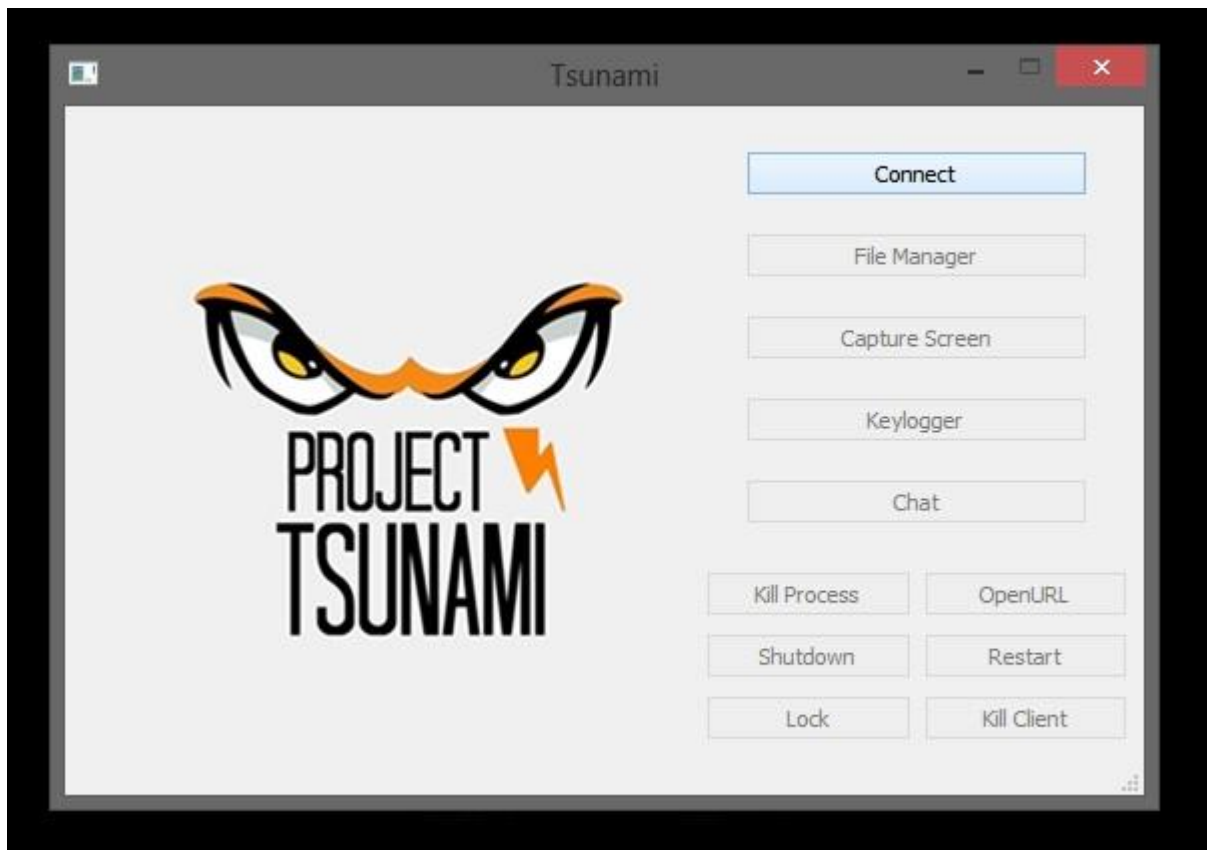 Tsunami
Connect
File Manager
Capture Screen
Keylogger
Chat
Kill Process
OpenURL
Shutdown
Restart
Lock
Kill Client
PROJECT
TSUNAMI